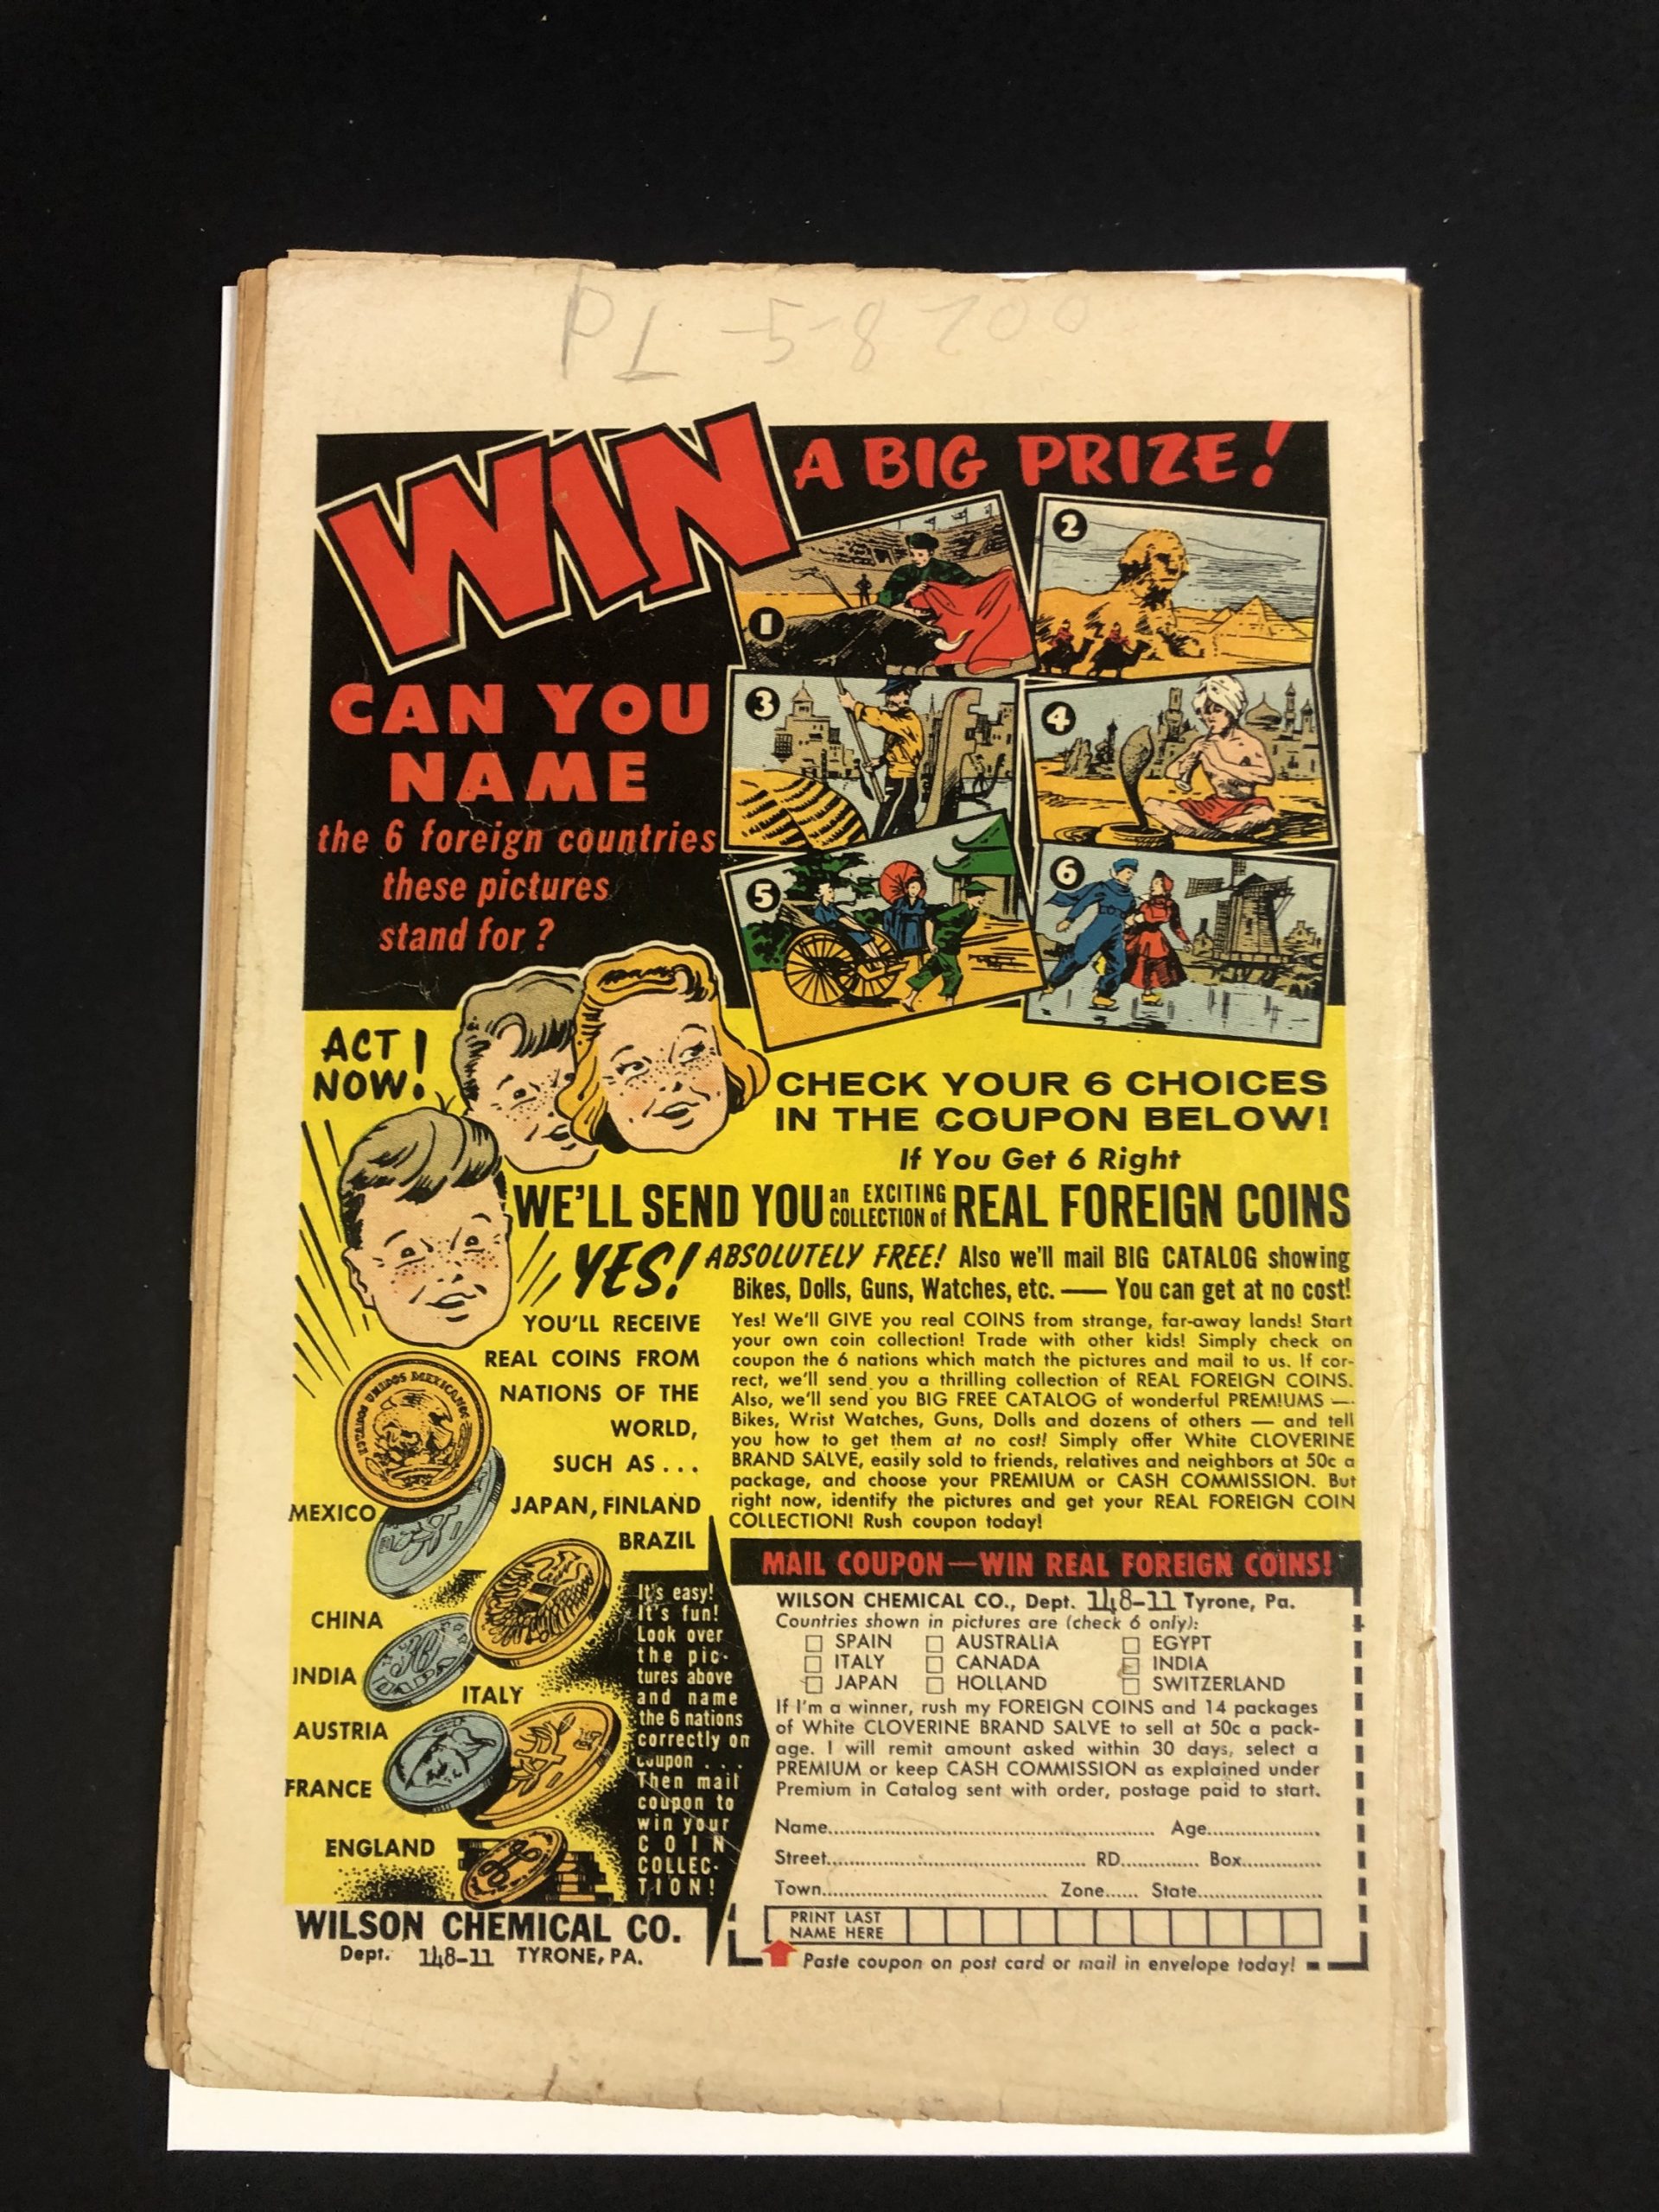 PL -5-8 200
WIN
A BIG PRIZE!
1
2
3
4
5
6
CAN YOU
NAME
the 6 foreign countries
these pictures
stand for?
ACT
NOW!
CHECK YOUR 6 CHOICES
IN THE COUPON BELOW!
If You Get 6 Right
WE'LL SEND YOU an EXCITING COLLECTION of REAL FOREIGN COINS
YES! ABSOLUTELY FREE! Also we'll mail BIG CATALOG showing
Bikes, Dolls, Guns, Watches, etc. — You can get at no cost!
YOU'LL RECEIVE
REAL COINS FROM
NATIONS OF THE
WORLD,
SUCH AS...
JAPAN, FINLAND
BRAZIL
ESTADOS UNIDOS MEXICANOS
MEXICO
CHINA
INDIA
ITALY
AUSTRIA
FRANCE
ENGLAND
Yes! We'll GIVE you real COINS from strange, far-away lands! Start
your own coin collection! Trade with other kids! Simply check on
coupon the 6 nations which match the pictures and mail to us. If cor-
rect, we'll send you a thrilling collection of REAL FOREIGN COINS.
Also, we'll send you BIG FREE CATALOG of wonderful PREMIUMS —
Bikes, Wrist Watches, Guns, Dolls and dozens of others — and tell
you how to get them at no cost! Simply offer White CLOVERINE
BRAND SALVE, easily sold to friends, relatives and neighbors at 50c a
package, and choose your PREMIUM or CASH COMMISSION. But
right now, identify the pictures and get your REAL FOREIGN COIN
COLLECTION! Rush coupon today!
It's easy!
It's fun!
Look over
the pic-
tures above
and name
the 6 nations
correctly on
coupon...
Then mail
coupon to
win your
COIN
COLLEC-
TION!
WILSON CHEMICAL CO.
Dept. 148-11 TYRONE, PA.
MAIL COUPON—WIN REAL FOREIGN COINS!
WILSON CHEMICAL CO., Dept. 148-11 Tyrone, Pa.
Countries shown in pictures are (check 6 only):
☐ SPAIN ☐ AUSTRALIA ☐ EGYPT
☐ ITALY ☐ CANADA ☐ INDIA
☐ JAPAN ☐ HOLLAND ☐ SWITZERLAND
If I'm a winner, rush my FOREIGN COINS and 14 packages
of White CLOVERINE BRAND SALVE to sell at 50c a pack-
age. I will remit amount asked within 30 days, select a
PREMIUM or keep CASH COMMISSION as explained under
Premium in Catalog sent with order, postage paid to start.
Name.......... Age..........
Street.......... RD.......... Box..........
Town.......... Zone...... State..........
PRINT LAST
NAME HERE
Paste coupon on post card or mail in envelope today!